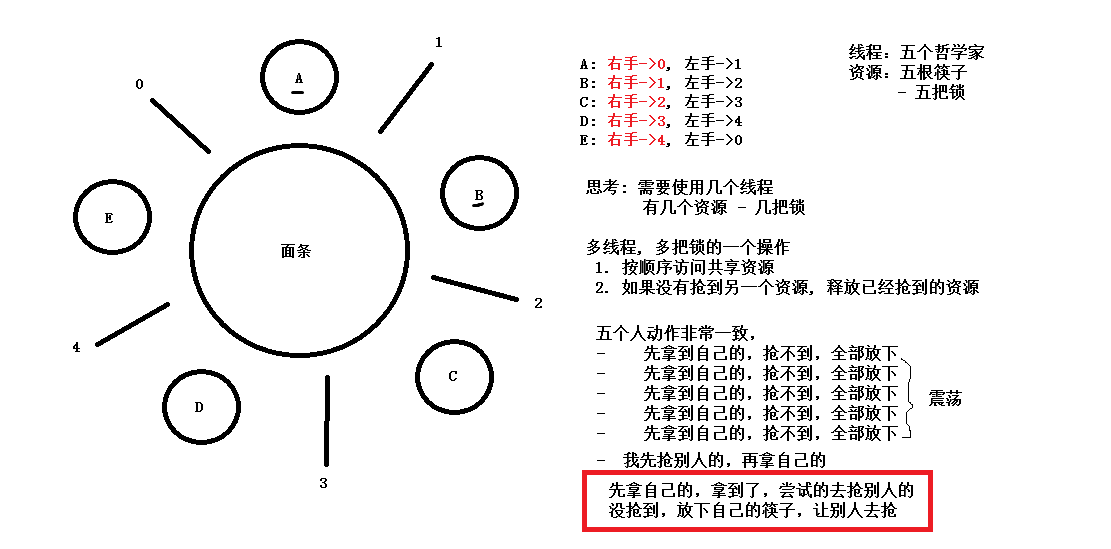 0
1
A
B
E
面条
2
4
C
D
3
A: 右手->0, 左手->1
B: 右手->1, 左手->2
C: 右手->2, 左手->3
D: 右手->3, 左手->4
E: 右手->4, 左手->0
线程: 五个哲学家
资源: 五根筷子
- 五把锁
思考: 需要使用几个线程
有几个资源 - 几把锁
多线程, 多把锁的一个操作
1. 按顺序访问共享资源
2. 如果没有抢到另一个资源, 释放已经抢到的资源
五个人动作非常一致,
- 先拿到自己的, 抢不到, 全部放下
- 先拿到自己的, 抢不到, 全部放下
- 先拿到自己的, 抢不到, 全部放下
- 先拿到自己的, 抢不到, 全部放下
- 先拿到自己的, 抢不到, 全部放下
震荡
- 我先抢别人的, 再拿自己的
先拿自己的, 拿到了, 尝试的去抢别人的
没抢到, 放下自己的筷子, 让别人去抢